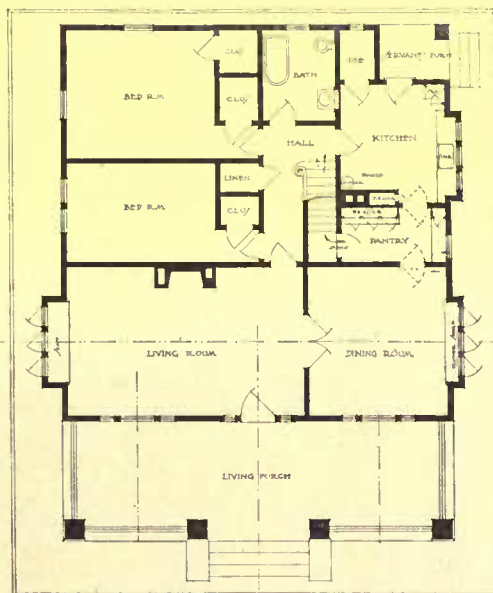 CLO/
BATH
SERVANTS PORCH
BED RM
CLO/
HALL
KITCHEN
LINEN
BED RM
CLO/
PANTRY
LIVING ROOM
DINING ROOM
LIVING PORCH